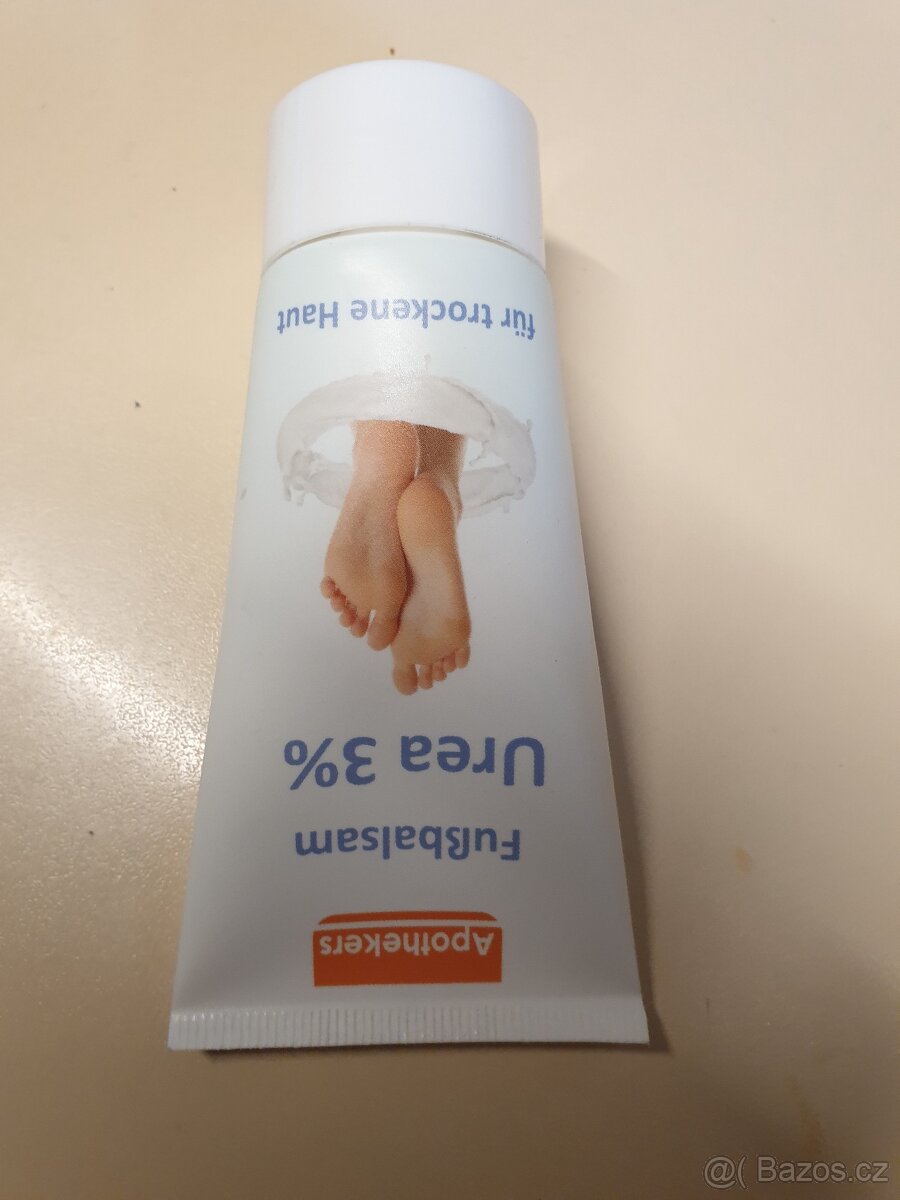 Apothekers
Fußbalsam
Urea 3%
für trockene Haut
@( Bazos.cz